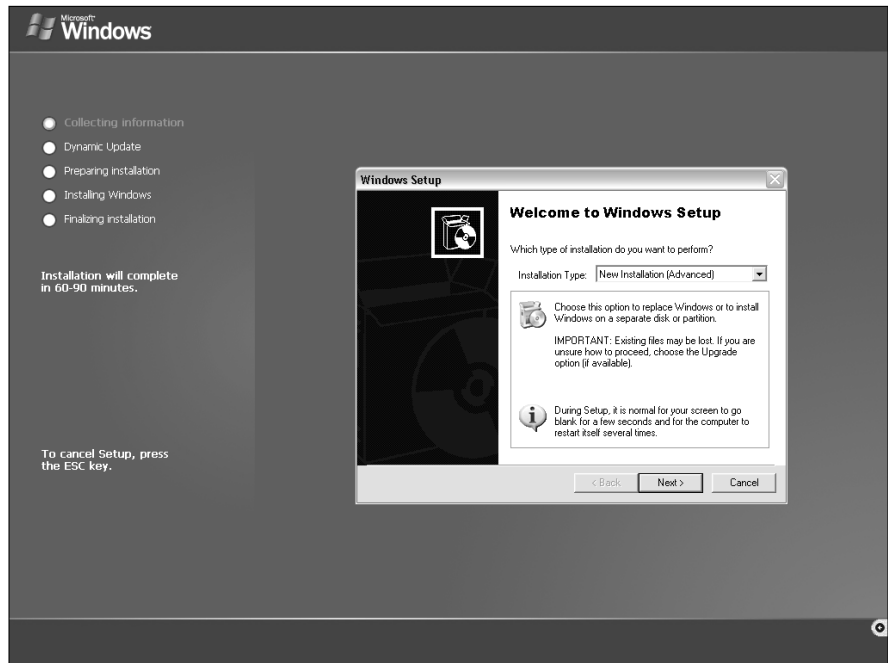 Microsoft
Windows
Collecting information
Dynamic Update
Preparing installation
Installing Windows
Finalizing installation
Installation will complete
in 60-90 minutes.
To cancel Setup, press
the ESC key.
Windows Setup
Welcome to Windows Setup
Which type of installation do you want to perform?
Installation Type: New Installation (Advanced)
Choose this option to replace Windows or to install
Windows on a separate disk or partition.
IMPORTANT: Existing files may be lost. If you are
unsure how to proceed, choose the Upgrade
option (if available).
During Setup, it is normal for your screen to go
blank for a few seconds and for the computer to
restart itself several times.
< Back Next > Cancel